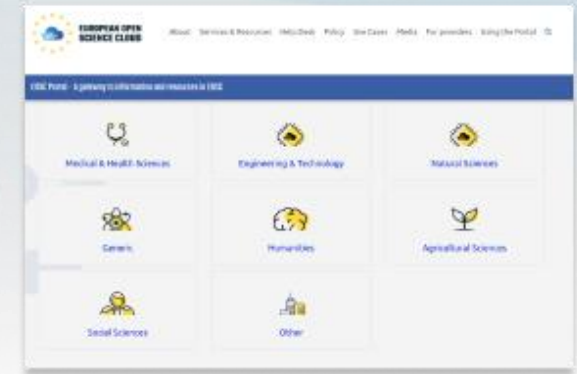 EUROPEAN OPEN
SCIENCE CLOUD
About Services & Resources Help Desk Policy Use Cases Media For providers Using the Portal
EOSC Portal - A gateway to information and resources in EOSC
Medical & Health Sciences
Engineering & Technology
Natural Sciences
Generic
Humanities
Agricultural Sciences
Social Sciences
Other